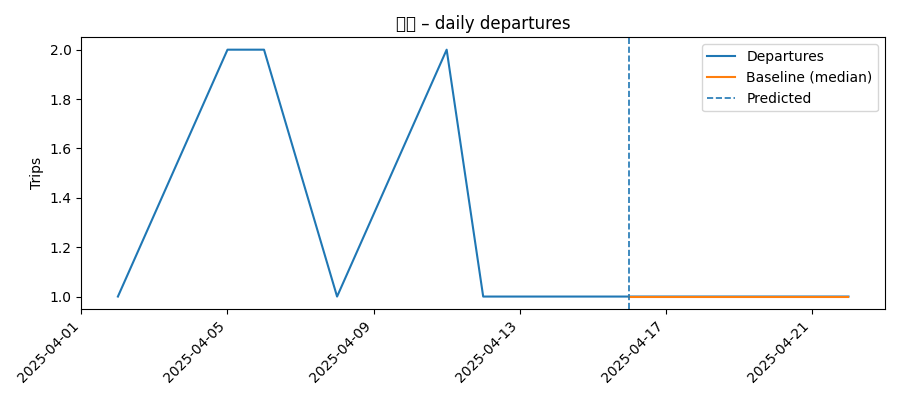 – daily departures
Departures
Baseline (median)
Predicted
Trips
2.0
1.8
1.6
1.4
1.2
1.0
2025-04-01
2025-04-05
2025-04-09
2025-04-13
2025-04-17
2025-04-21